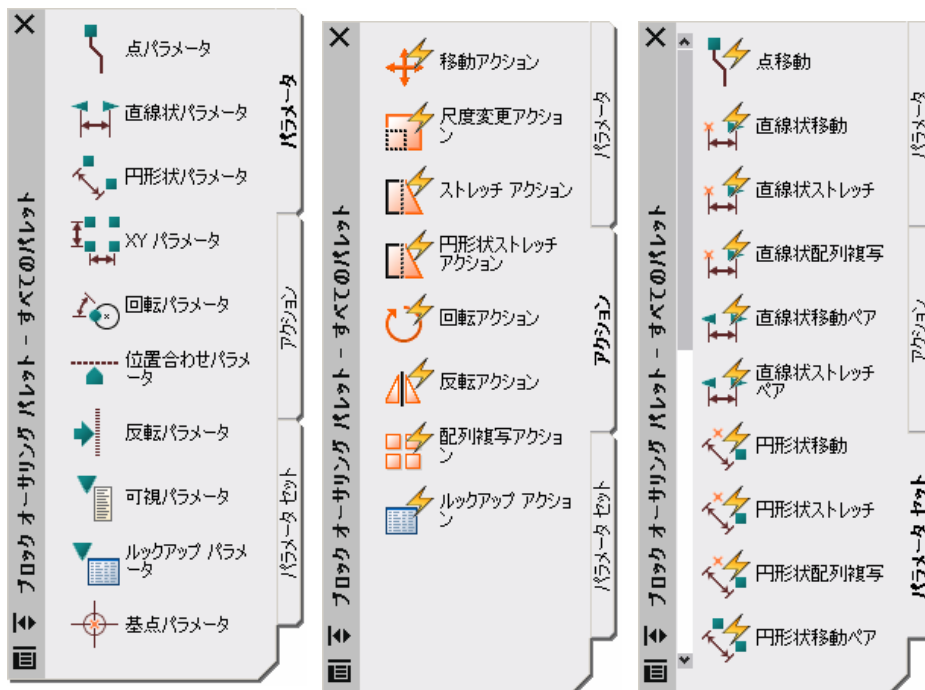 ブロック オーサリング パレット - すべてのパレット
点パラメータ
直線状パラメータ
円形状パラメータ
XY パラメータ
回転パラメータ
位置合わせパラメ
ータ
反転パラメータ
可視パラメータ
ルックアップ パラメ
ータ
基点パラメータ
パラメータ
アクション
パラメータ セット
ブロック オーサリング パレット - すべてのパレット
移動アクション
尺度変更アクショ
ン
ストレッチ アクション
円形状ストレッチ
アクション
回転アクション
反転アクション
配列複写アクショ
ン
ルックアップ アクショ
ン
パラメータ
アクション
パラメータ セット
ブロック オーサリング パレット - すべてのパレット
点移動
直線状移動
直線状ストレッチ
直線状配列複写
直線状移動ペア
直線状ストレッチ
ペア
円形状移動
円形状ストレッチ
円形状配列複写
円形状移動ペア
パラメータ
アクション
パラメータ セット